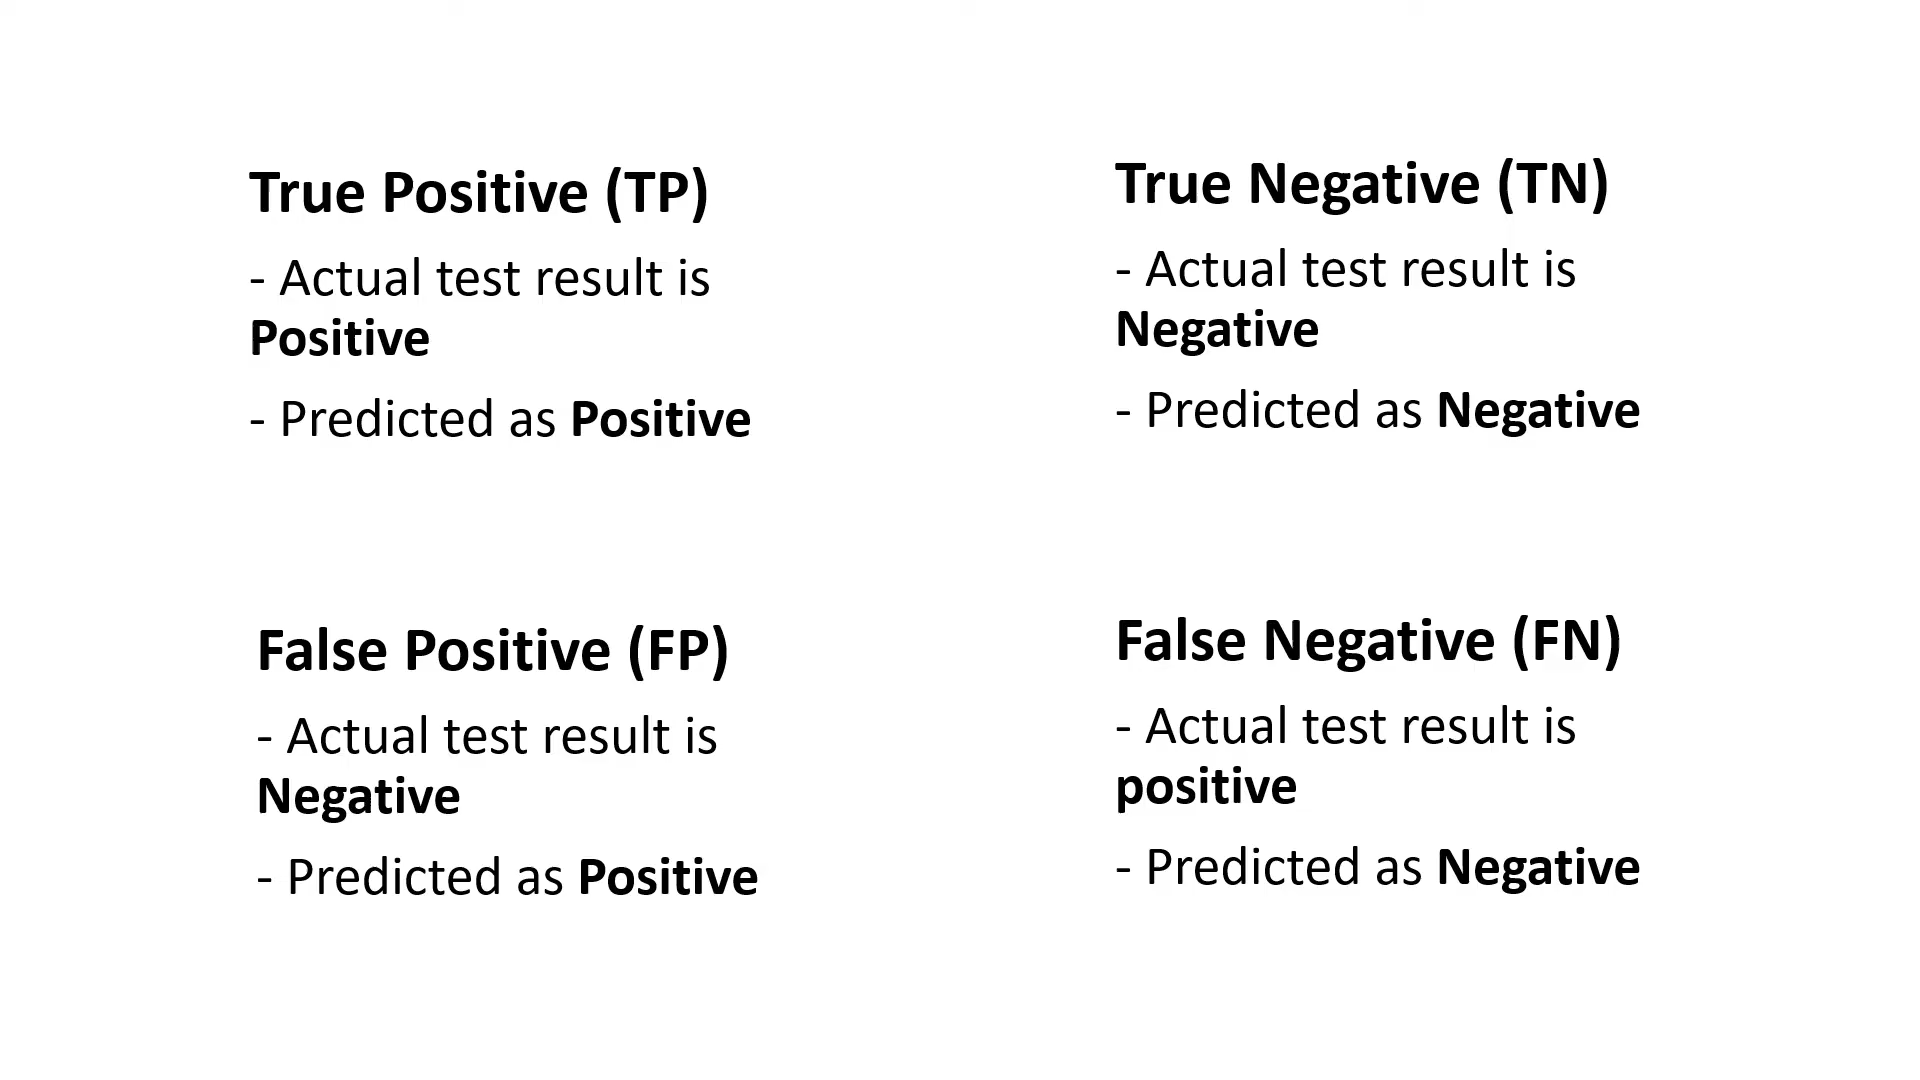 True Positive (TP)
- Actual test result is
Positive
- Predicted as Positive
True Negative (TN)
- Actual test result is
Negative
- Predicted as Negative
False Positive (FP)
- Actual test result is
Negative
- Predicted as Positive
False Negative (FN)
- Actual test result is
positive
- Predicted as Negative